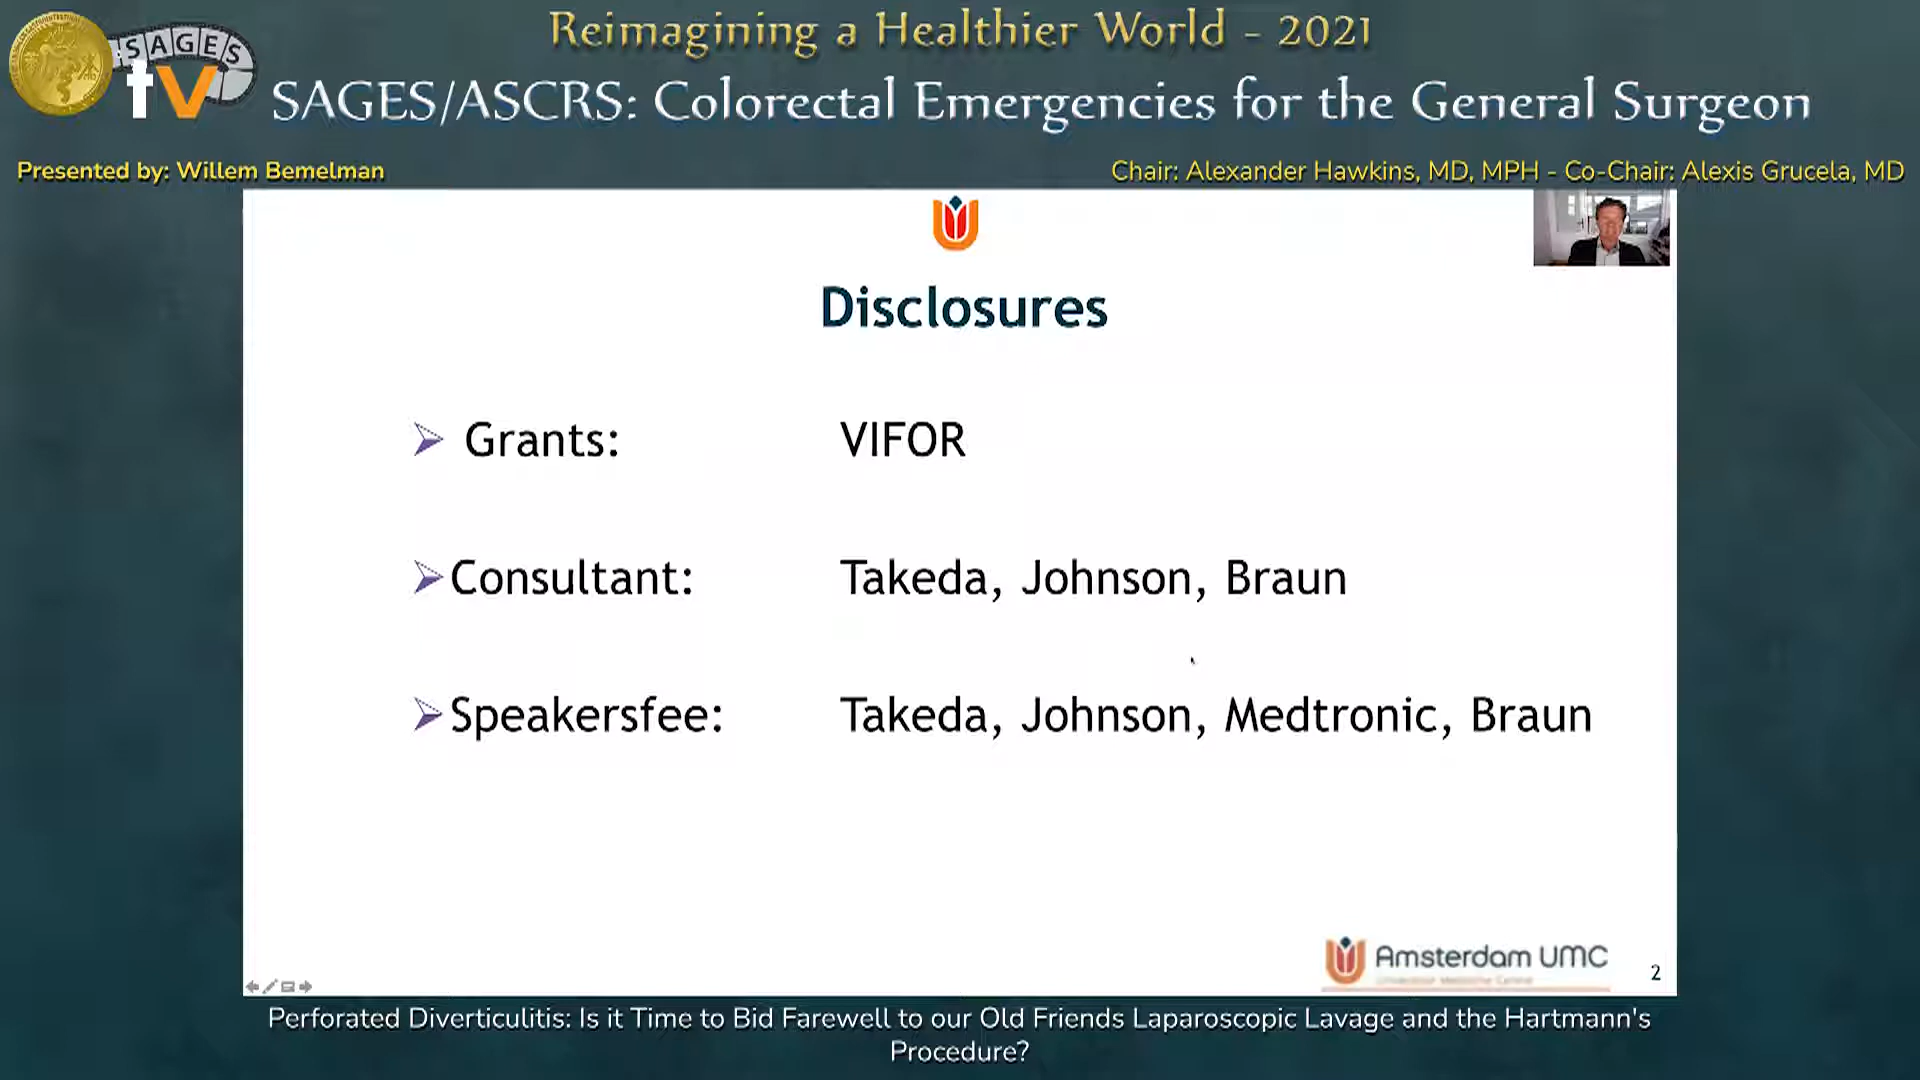 Reimagining a Healthier World - 2021
SAGES
tv
SAGES/ASCRS: Colorectal Emergencies for the General Surgeon
Presented by: Willem Bemelman
Chair: Alexander Hawkins, MD, MPH - Co-Chair: Alexis Grucela, MD
Disclosures
Grants: VIFOR
Consultant: Takeda, Johnson, Braun
Speakersfee: Takeda, Johnson, Medtronic, Braun
Amsterdam UMC
2
Perforated Diverticulitis: Is it Time to Bid Farewell to our Old Friends Laparoscopic Lavage and the Hartmann's
Procedure?